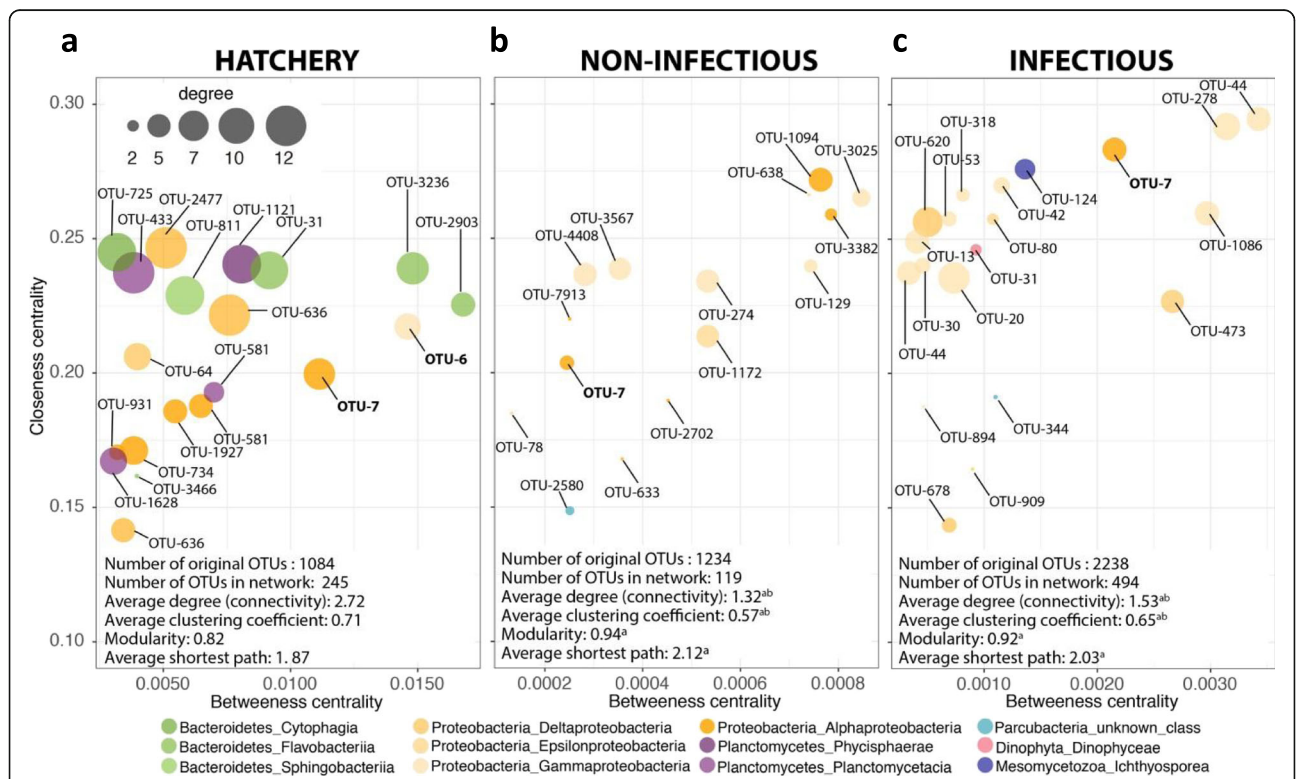 a
HATCHERY
b
NON-INFECTIOUS
c
INFECTIOUS
Closeness centrality
0.30
0.25
0.20
0.15
0.10
degree
2 5 7 10 12
OTU-725
OTU-2477
OTU-433
OTU-811
OTU-1121
OTU-31
OTU-3236
OTU-2903
OTU-636
OTU-6
OTU-64
OTU-581
OTU-7
OTU-931
OTU-581
OTU-1927
OTU-734
OTU-3466
OTU-1628
OTU-636
Number of original OTUs : 1084
Number of OTUs in network: 245
Average degree (connectivity): 2.72
Average clustering coefficient: 0.71
Modularity: 0.82
Average shortest path: 1. 87
0.0050 0.0100 0.0150
Betweeness centrality
OTU-1094
OTU-3025
OTU-638
OTU-3567
OTU-4408
OTU-3382
OTU-7913
OTU-274
OTU-129
OTU-1172
OTU-7
OTU-2702
OTU-78
OTU-2580
OTU-633
Number of original OTUs : 1234
Number of OTUs in network: 119
Average degree (connectivity): 1.32ab
Average clustering coefficient: 0.57ab
Modularity: 0.94a
Average shortest path: 2.12a
0.0002 0.0004 0.0006 0.0008
Betweeness centrality
OTU-44
OTU-278
OTU-318
OTU-620
OTU-53
OTU-7
OTU-124
OTU-42
OTU-1086
OTU-80
OTU-13
OTU-31
OTU-30
OTU-20
OTU-473
OTU-44
OTU-344
OTU-894
OTU-909
OTU-678
Number of original OTUs : 2238
Number of OTUs in network: 494
Average degree (connectivity): 1.53ab
Average clustering coefficient: 0.65ab
Modularity: 0.92a
Average shortest path: 2.03a
0.0010 0.0020 0.0030
Betweeness centrality
Bacteroidetes_Cytophagia
Bacteroidetes_Flavobacteriia
Bacteroidetes_Sphingobacteriia
Proteobacteria_Deltaproteobacteria
Proteobacteria_Epsilonproteobacteria
Proteobacteria_Gammaproteobacteria
Proteobacteria_Alphaproteobacteria
Planctomycetes_Phycisphaerae
Planctomycetes_Planctomycetacia
Parcubacteria_unknown_class
Dinophyta_Dinophyceae
Mesomycetozoa_Ichthyosporea